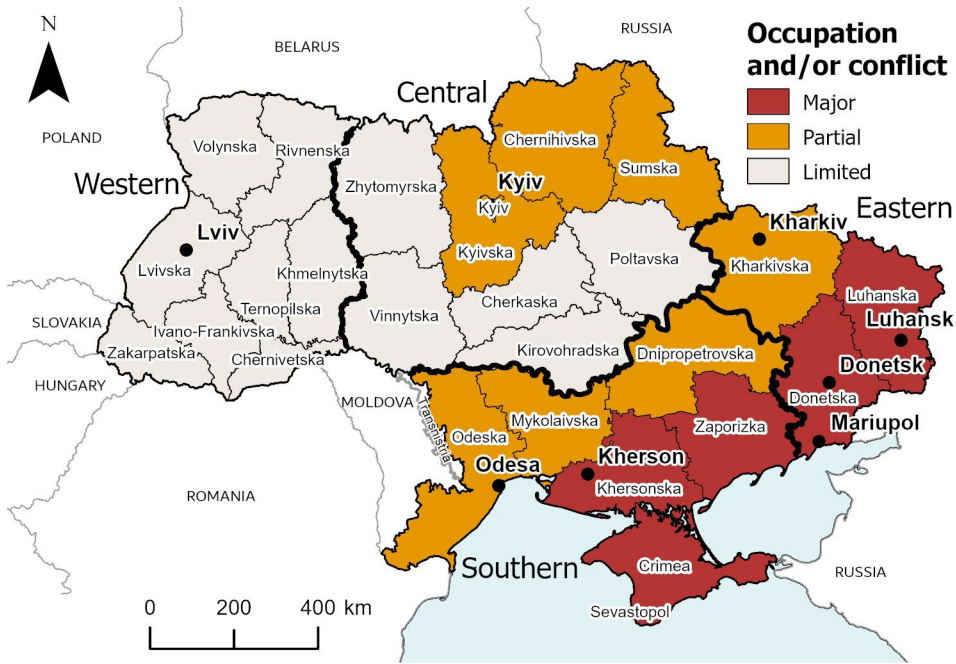 N
BELARUS
RUSSIA
Occupation
and/or conflict
Major
Partial
Limited
POLAND
Central
Western
Eastern
Volynska
Rivnenska
Zhytomyrska
Chernihivska
Sumska
Kyiv
Kyiv
Kyivska
Lviv
Lvivska
Khmelnytska
Ternopilska
Poltavska
Kharkiv
Kharkivska
Cherkaska
Vinnytska
Luhanska
Luhansk
SLOVAKIA
Ivano-Frankivska
Zakarpatska
Chernivetska
Kirovohradska
Dnipropetrovska
Donetsk
Donetska
HUNGARY
MOLDOVA
Transnistria
Mykolaivska
Odeska
Zaporizka
Mariupol
Odesa
Kherson
Khersonska
ROMANIA
Southern
Crimea
RUSSIA
Sevastopol
0 200 400 km